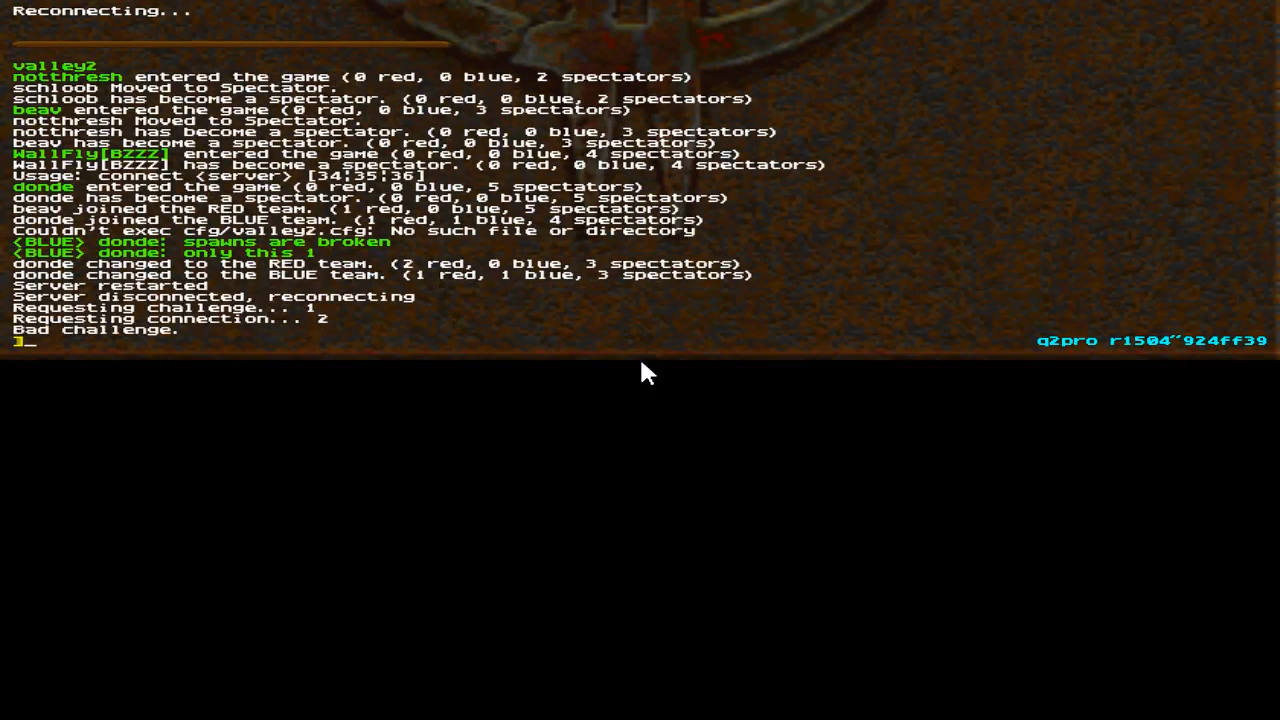 Reconnecting...
valley2
notthresh entered the game (0 red, 0 blue, 2 spectators)
schloob Moved to Spectator.
schloob has become a spectator. (0 red, 0 blue, 2 spectators)
beav entered the game (0 red, 0 blue, 3 spectators)
notthresh Moved to Spectator.
notthresh has become a spectator. (0 red, 0 blue, 3 spectators)
beav has become a spectator. (0 red, 0 blue, 3 spectators)
WallFly[BZZZ] entered the game (0 red, 0 blue, 4 spectators)
WallFly[BZZZ] has become a spectator. (0 red, 0 blue, 4 spectators)
Usage: connect <server> [34:35:36]
donde entered the game (0 red, 0 blue, 5 spectators)
donde has become a spectator. (0 red, 0 blue, 5 spectators)
beav joined the RED team. (1 red, 0 blue, 5 spectators)
donde joined the BLUE team. (1 red, 1 blue, 4 spectators)
Couldn't exec cfg/valley2.cfg: No such file or directory
(BLUE) donde: spawns are broken
(BLUE) donde: only this 1
donde changed to the RED team. (2 red, 0 blue, 3 spectators)
donde changed to the BLUE team. (1 red, 1 blue, 3 spectators)
Server restarted
Server disconnected, reconnecting
Requesting challenge... 1
Requesting connection... 2
Bad challenge.
]_
q2pro r1504~924ff39